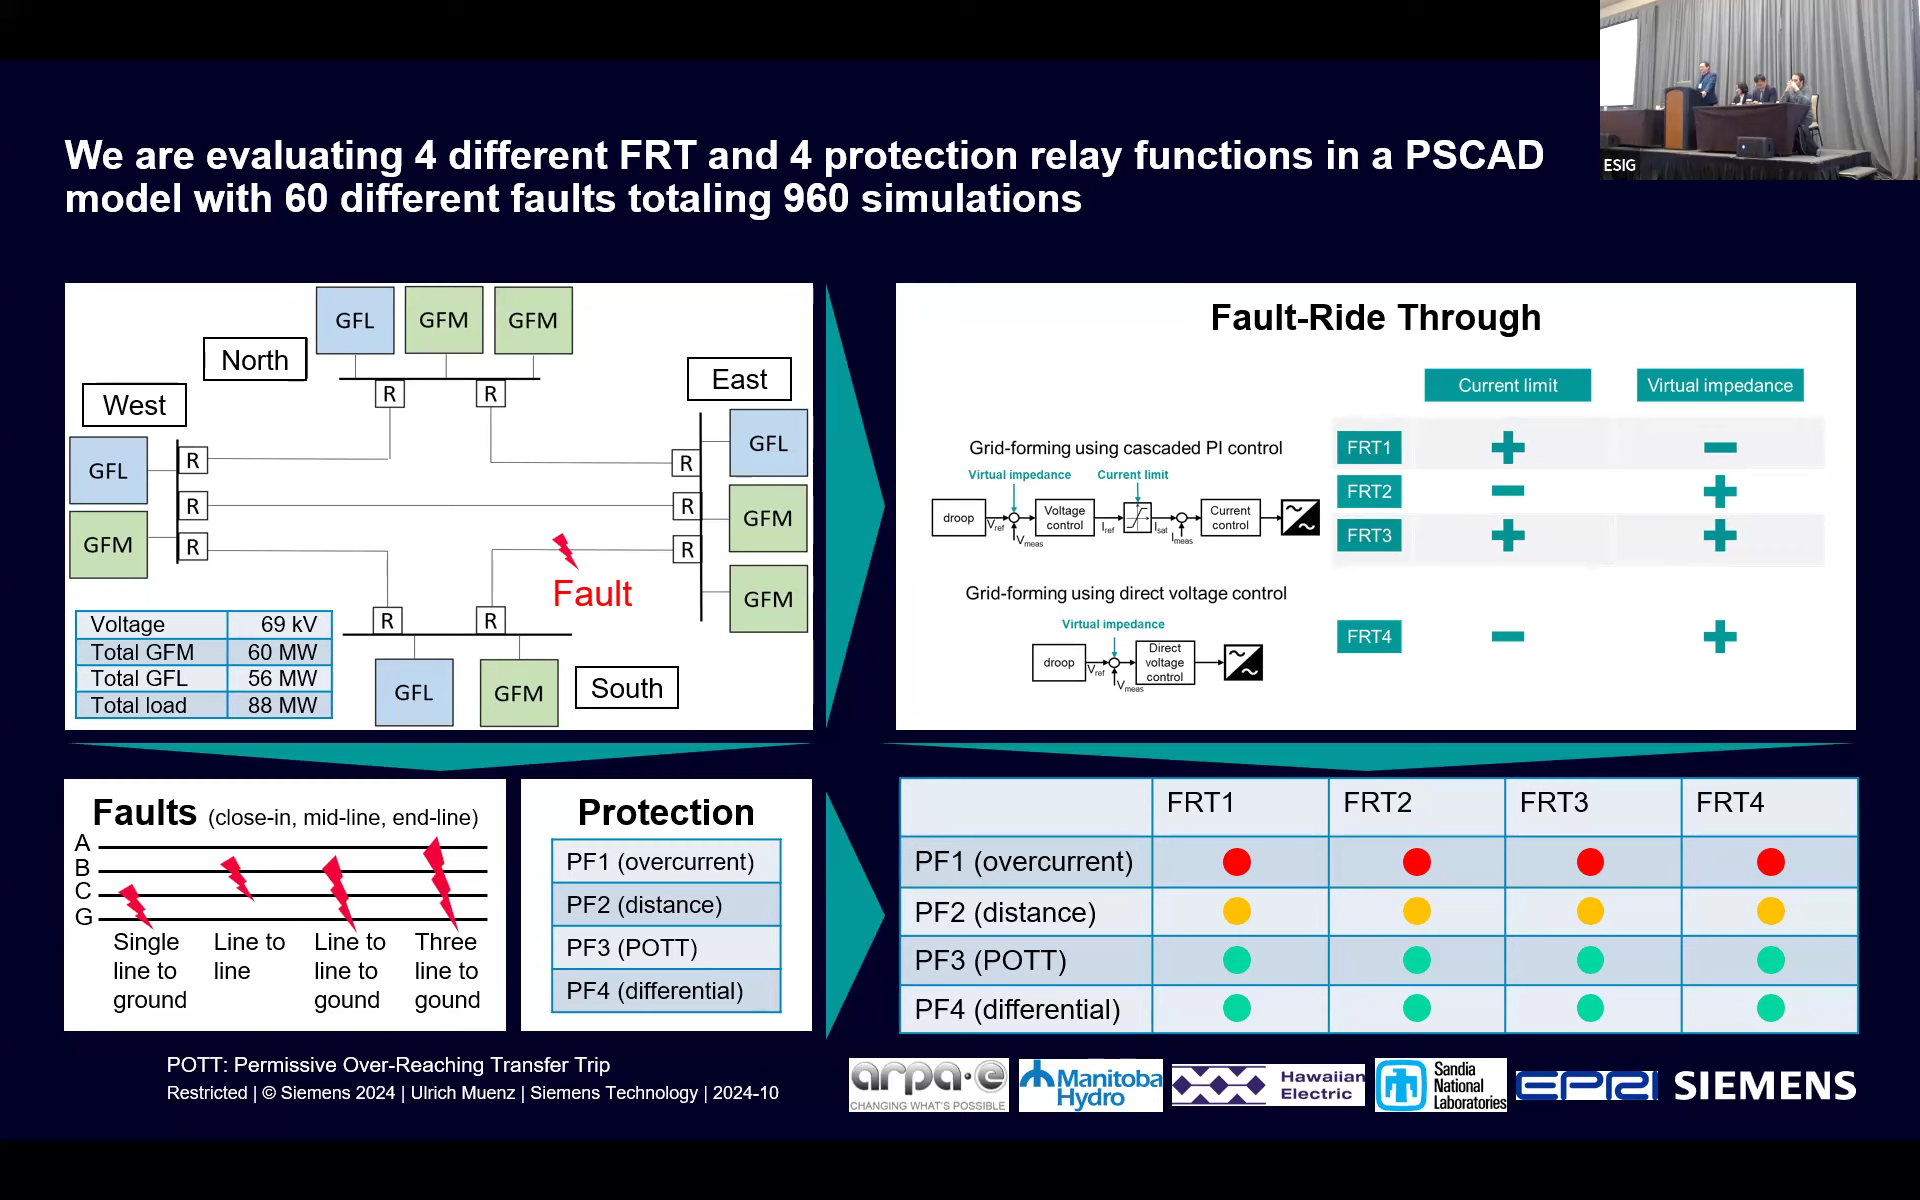 ESIG
We are evaluating 4 different FRT and 4 protection relay functions in a PSCAD
model with 60 different faults totaling 960 simulations
GFL
GFM
GFM
North
West
East
R
R
GFL
GFM
R
R
R
R
R
R
GFL
GFM
GFM
Fault
R
R
GFL
GFM
South
Voltage 69 kV
Total GFM 60 MW
Total GFL 56 MW
Total load 88 MW
Fault-Ride Through
Current limit
Virtual impedance
Grid-forming using cascaded PI control
Virtual impedance
Current limit
droop
Vref
Vmeas
Voltage
control
Iref
Isat
Imeas
Current
control
FRT1 + −
FRT2 − +
FRT3 + +
Grid-forming using direct voltage control
Virtual impedance
droop
Vref
Vmeas
Direct
voltage
control
FRT4 − +
Faults (close-in, mid-line, end-line)
A
B
C
G
Single
line to
ground
Line to
line
Line to
line to
gound
Three
line to
gound
Protection
PF1 (overcurrent)
PF2 (distance)
PF3 (POTT)
PF4 (differential)
FRT1 FRT2 FRT3 FRT4
PF1 (overcurrent)
PF2 (distance)
PF3 (POTT)
PF4 (differential)
POTT: Permissive Over-Reaching Transfer Trip
Restricted | © Siemens 2024 | Ulrich Muenz | Siemens Technology | 2024-10
arpa·e
CHANGING WHAT'S POSSIBLE
Manitoba
Hydro
Hawaiian
Electric
Sandia
National
Laboratories
EPRI
SIEMENS